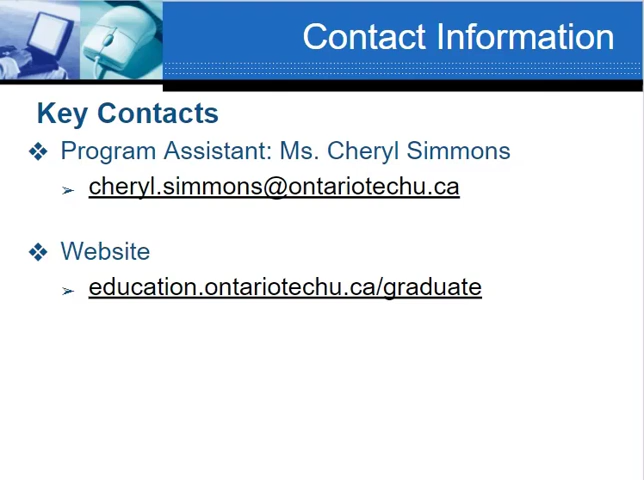 Contact Information
Key Contacts
Program Assistant: Ms. Cheryl Simmons
cheryl.simmons@ontariotechu.ca
Website
education.ontariotechu.ca/graduate